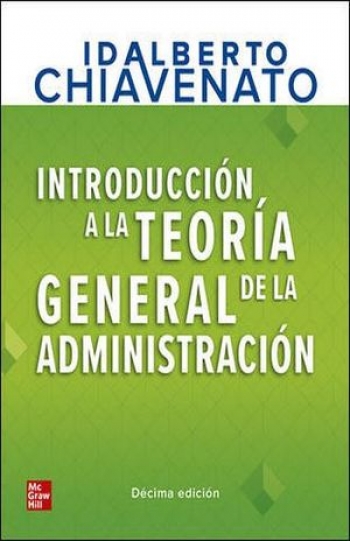 IDALBERTO
CHIAVENATO
INTRODUCCIÓN
A LA TEORÍA
GENERAL DE LA
ADMINISTRACIÓN
Mc
Graw
Hill
Décima edición